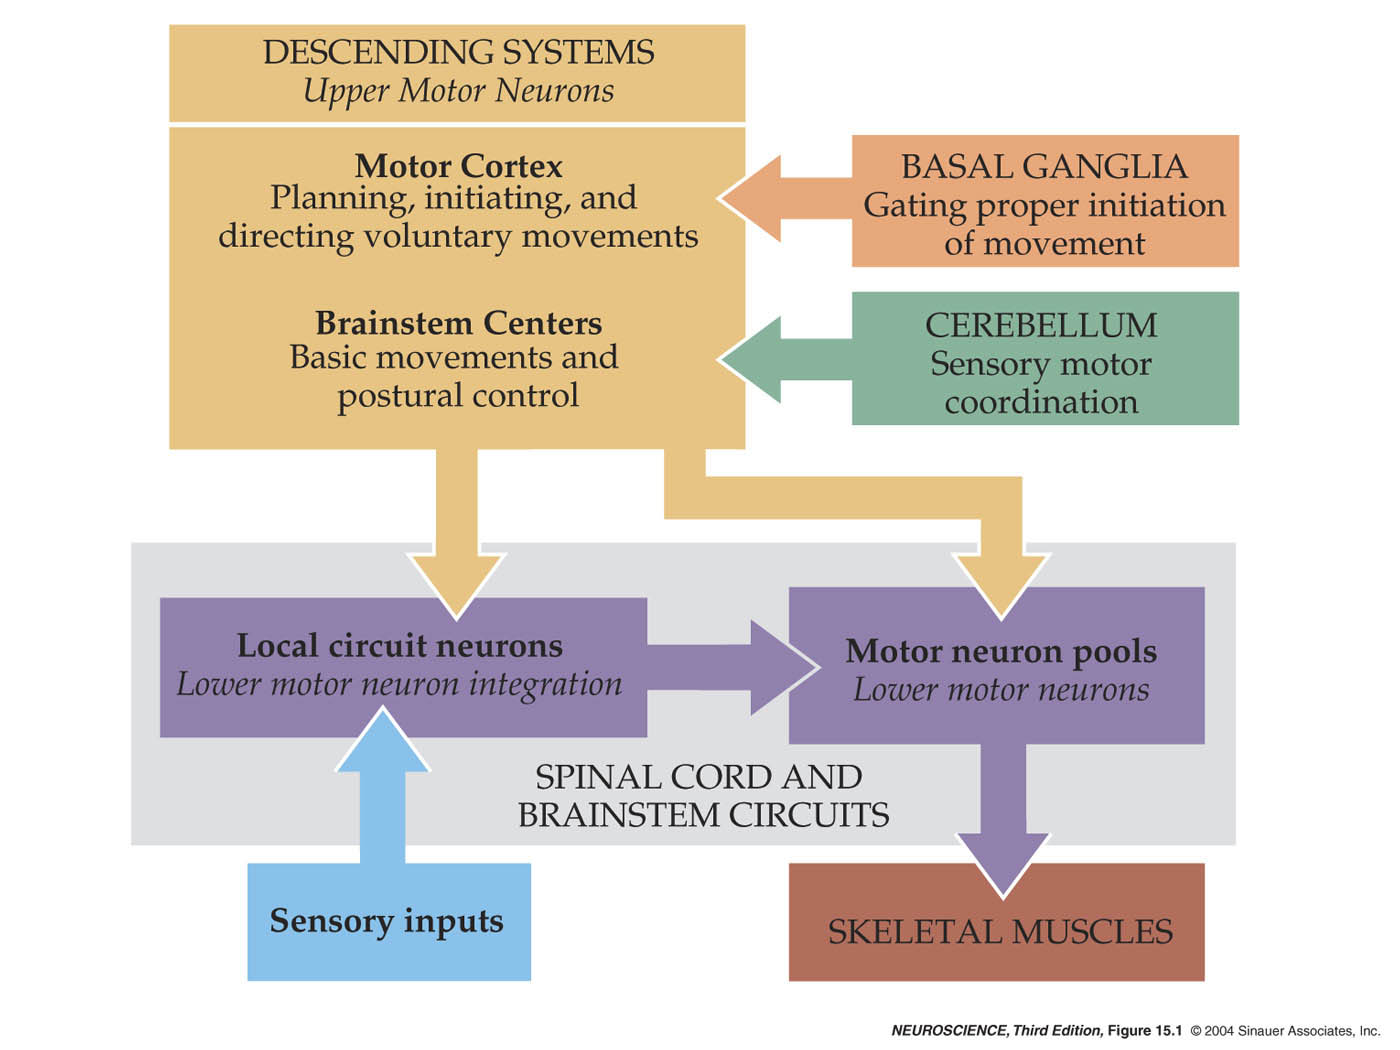 DESCENDING SYSTEMS
Upper Motor Neurons
Motor Cortex
Planning, initiating, and
directing voluntary movements
BASAL GANGLIA
Gating proper initiation
of movement
Brainstem Centers
Basic movements and
postural control
CEREBELLUM
Sensory motor
coordination
Local circuit neurons
Lower motor neuron integration
Motor neuron pools
Lower motor neurons
SPINAL CORD AND
BRAINSTEM CIRCUITS
Sensory inputs
SKELETAL MUSCLES
NEUROSCIENCE, Third Edition, Figure 15.1 © 2004 Sinauer Associates, Inc.